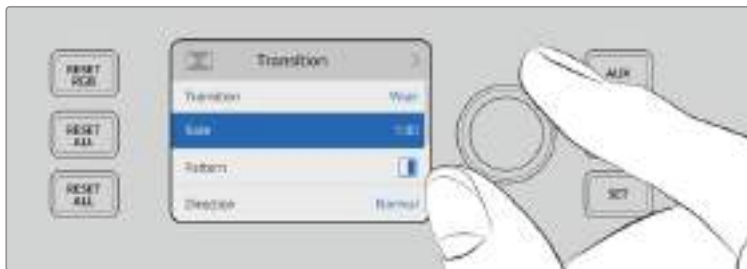 RESET
RGB
RESET
ALL
RESET
ALL
Transition
Transition Wipe
Rate 1:00
Pattern
Direction Normal
AUX
SET